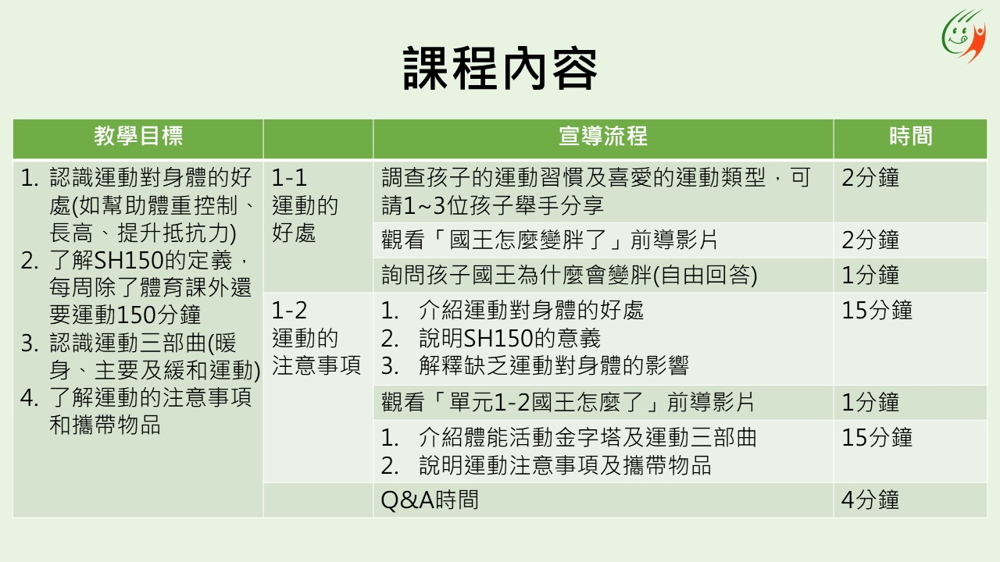 課程內容
教學目標
宣導流程
時間
1. 認識運動對身體的好
處(如幫助體重控制、
長高、提升抵抗力)
2. 了解SH150的定義，
每周除了體育課外還
要運動150分鐘
3. 認識運動三部曲(暖
身、主要及緩和運動)
4. 了解運動的注意事項
和攜帶物品
1-1
運動的
好處
調查孩子的運動習慣及喜愛的運動類型，可
請1~3位孩子舉手分享
2分鐘
觀看「國王怎麼變胖了」前導影片
2分鐘
詢問孩子國王為什麼會變胖(自由回答)
1分鐘
1-2
運動的
注意事項
1. 介紹運動對身體的好處
2. 說明SH150的意義
3. 解釋缺乏運動對身體的影響
15分鐘
觀看「單元1-2國王怎麼了」前導影片
1分鐘
1. 介紹體能活動金字塔及運動三部曲
2. 說明運動注意事項及攜帶物品
15分鐘
Q&A時間
4分鐘